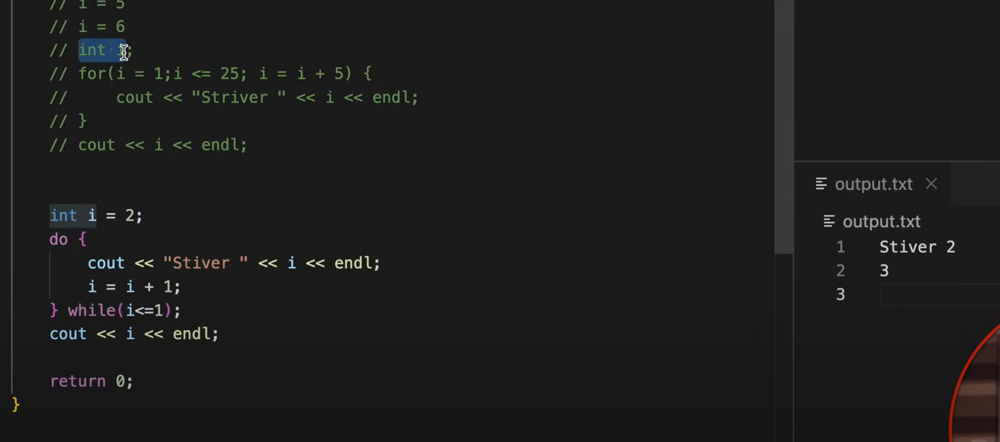 // i = 5
// i = 6
// int i;
// for(i = 1;i <= 25; i = i + 5) {
//     cout << "Striver " << i << endl;
// }
// cout << i << endl;
int i = 2;
do {
    cout << "Stiver " << i << endl;
    i = i + 1;
} while(i<=1);
cout << i << endl;
return 0;
}
output.txt
output.txt
1 Stiver 2
2 3
3